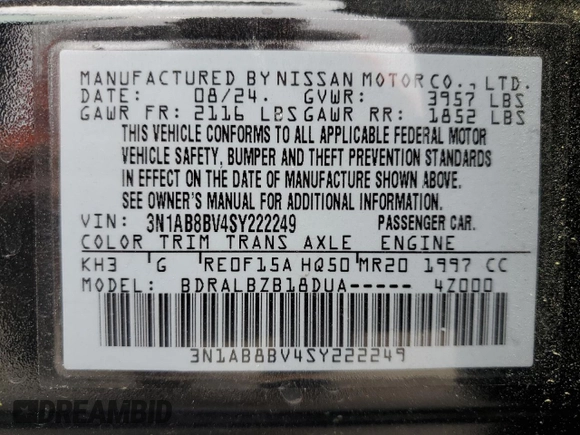 MANUFACTURED BY NISSAN MOTOR CO., LTD.
DATE: 08/24. GVWR: 3957 LBS
GAWR FR: 2116 LBS GAWR RR: 1852 LBS
THIS VEHICLE CONFORMS TO ALL APPLICABLE FEDERAL MOTOR
VEHICLE SAFETY, BUMPER AND THEFT PREVENTION STANDARDS
IN EFFECT ON THE DATE OF MANUFACTURE SHOWN ABOVE.
SEE OWNER'S MANUAL FOR ADDITIONAL INFORMATION.
VIN: 3N1AB8BV4SY222249 PASSENGER CAR.
COLOR TRIM TRANS AXLE ENGINE
KH3 G RE0F15A HQ50 MR20 1997 CC
MODEL: BDRALBZB18DUA----- 4Z000
3N1AB8BV4SY222249
DREAMBID